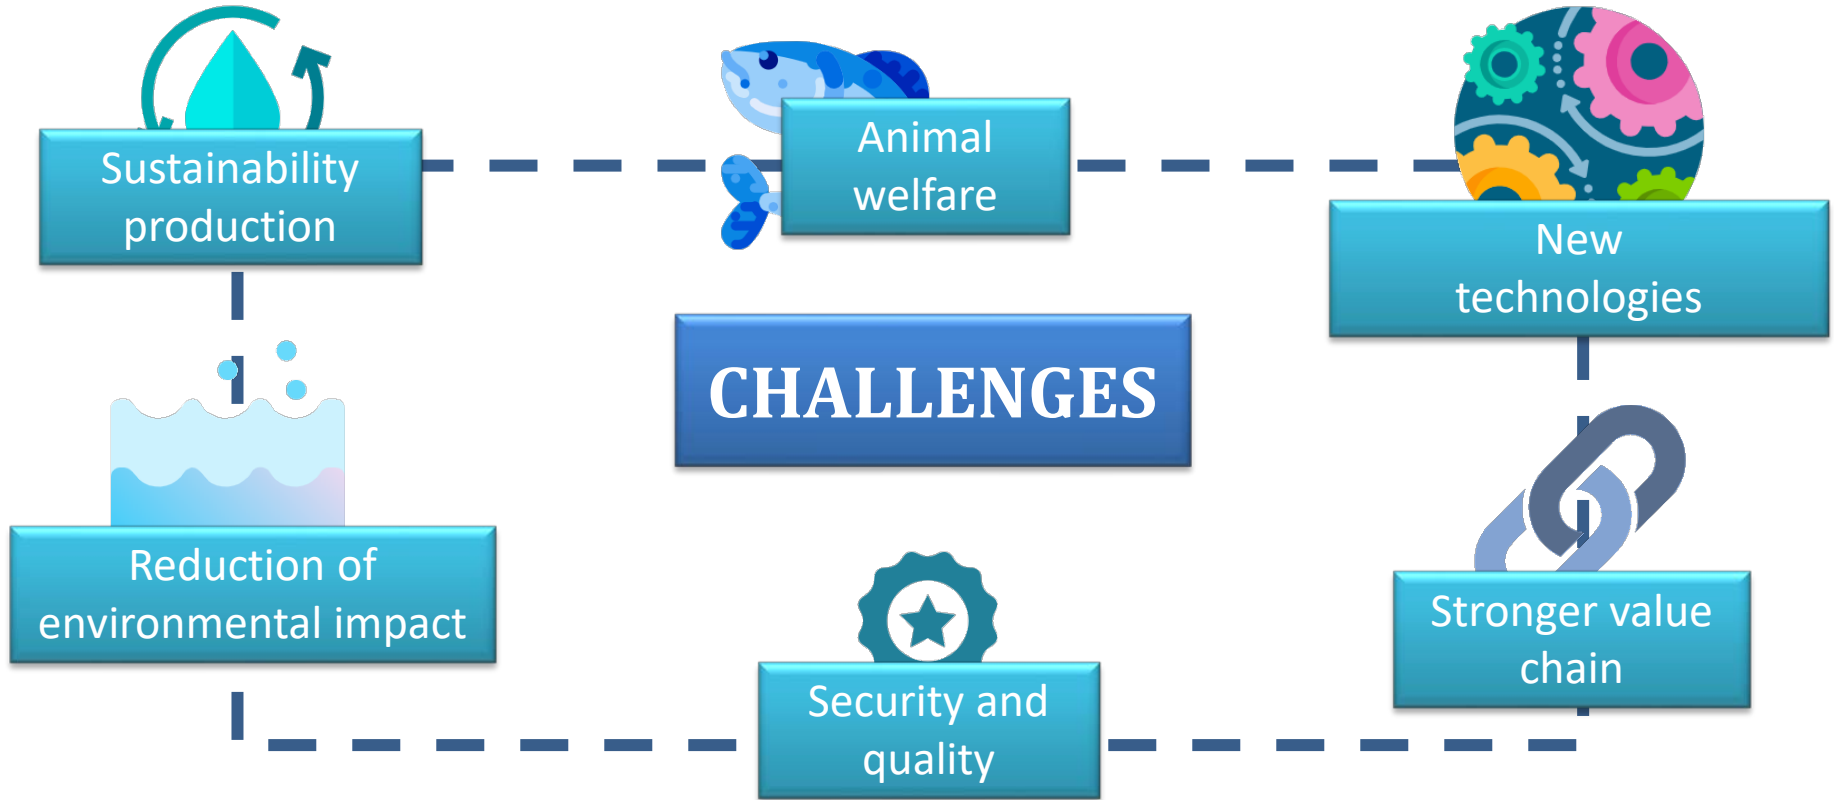 Sustainability
production
Animal
welfare
New
technologies
CHALLENGES
Reduction of
environmental impact
Security and
quality
Stronger value
chain